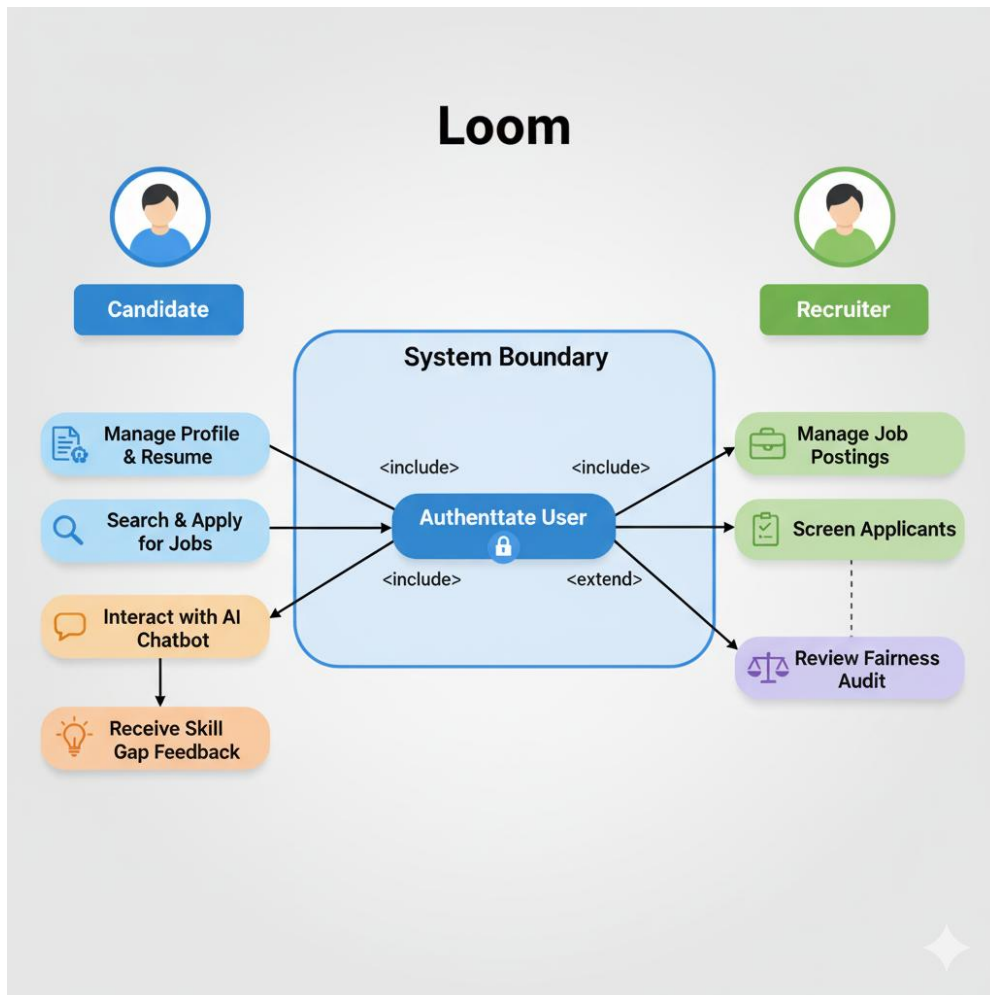 Loom
Candidate
Recruiter
System Boundary
Manage Profile
& Resume
<include>
<include>
Manage Job
Postings
Search & Apply
for Jobs
Authenttate User
Screen Applicants
<include>
<extend>
Interact with AI
Chatbot
Review Fairness
Audit
Receive Skill
Gap Feedback